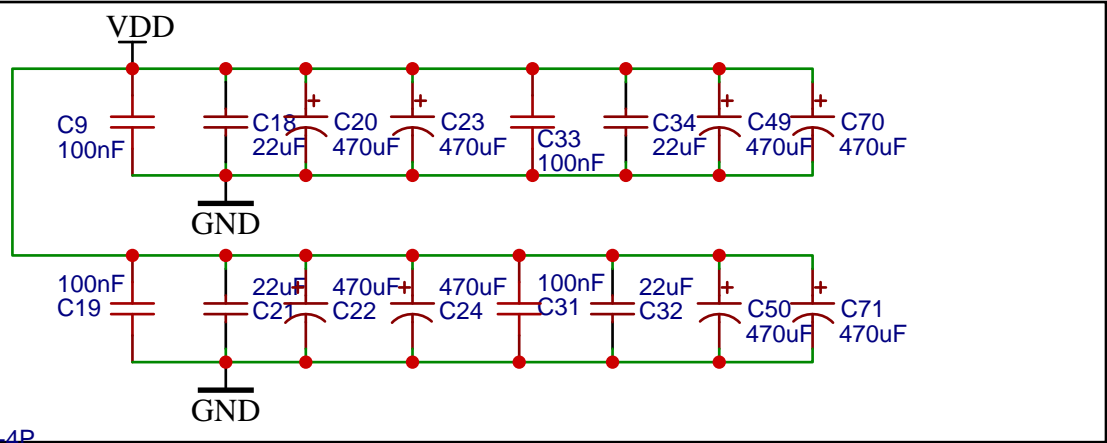 VDD
C9
100nF
C18
22uF
C20
470uF
C23
470uF
C33
100nF
C34
22uF
C49
470uF
C70
470uF
GND
100nF
C19
22uF
C21
470uF
C22
470uF
C24
100nF
C31
22uF
C32
C50
470uF
C71
470uF
GND
-4P